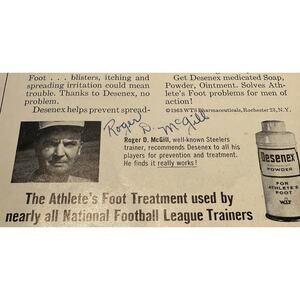 Foot . . . blisters, itching and
spreading irritation could mean
trouble. Thanks to Desenex, no
problem.
Desenex helps prevent spread-
Get Desenex medicated Soap,
Powder, Ointment. Solves Ath-
lete's Foot problems for men of
action!
©1963 WTS Pharmaceuticals, Rochester 23, N.Y.
Roger D. McGill
Roger D. McGill, well-known Steelers
trainer, recommends Desenex to all his
players for prevention and treatment.
He finds it really works!
Desenex
POWDER
FOR
ATHLETE'S
FOOT
The Athlete's Foot Treatment used by
nearly all National Football League Trainers